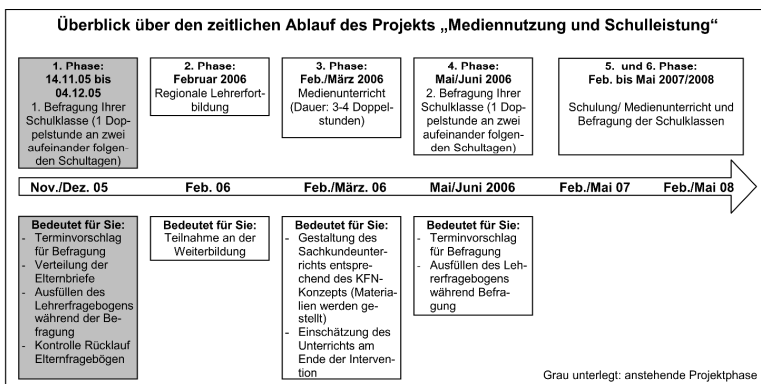 Überblick über den zeitlichen Ablauf des Projekts „Mediennutzung und Schulleistung“
1. Phase:
14.11.05 bis
04.12.05
1. Befragung Ihrer
Schulklasse (1 Dop-
pelstunde an zwei
aufeinander folgen-
den Schultagen)
2. Phase:
Februar 2006
Regionale Lehrerfort-
bildung
3. Phase:
Feb./März 2006
Medienunterricht
(Dauer: 3-4 Doppel-
stunden)
4. Phase:
Mai/Juni 2006
2. Befragung Ihrer
Schulklasse (1 Dop-
pelstunde an zwei
aufeinander folgen-
den Schultagen)
5. und 6. Phase:
Feb. bis Mai 2007/2008
Schulung/ Medienunterricht und
Befragung der Schulklassen
Nov./Dez. 05 Feb. 06 Feb./März. 06 Mai/Juni 2006 Feb./Mai 07 Feb./Mai 08
Bedeutet für Sie:
- Terminvorschlag
für Befragung
- Verteilung der
Elternbriefe
- Ausfüllen des
Lehrerfragebogens
während der Be-
fragung
- Kontrolle Rücklauf
Elternfragebögen
Bedeutet für Sie:
Teilnahme an der
Weiterbildung
Bedeutet für Sie:
- Gestaltung des
Sachkundeunter-
richts entspre-
chend des KFN-
Konzepts (Materia-
lien werden ge-
stellt)
- Einschätzung des
Unterrichts am
Ende der Interven-
tion
Bedeutet für Sie:
- Terminvorschlag
für Befragung
- Ausfüllen des Leh-
rerfragebogens
während Befra-
gung
Grau unterlegt: anstehende Projektphase